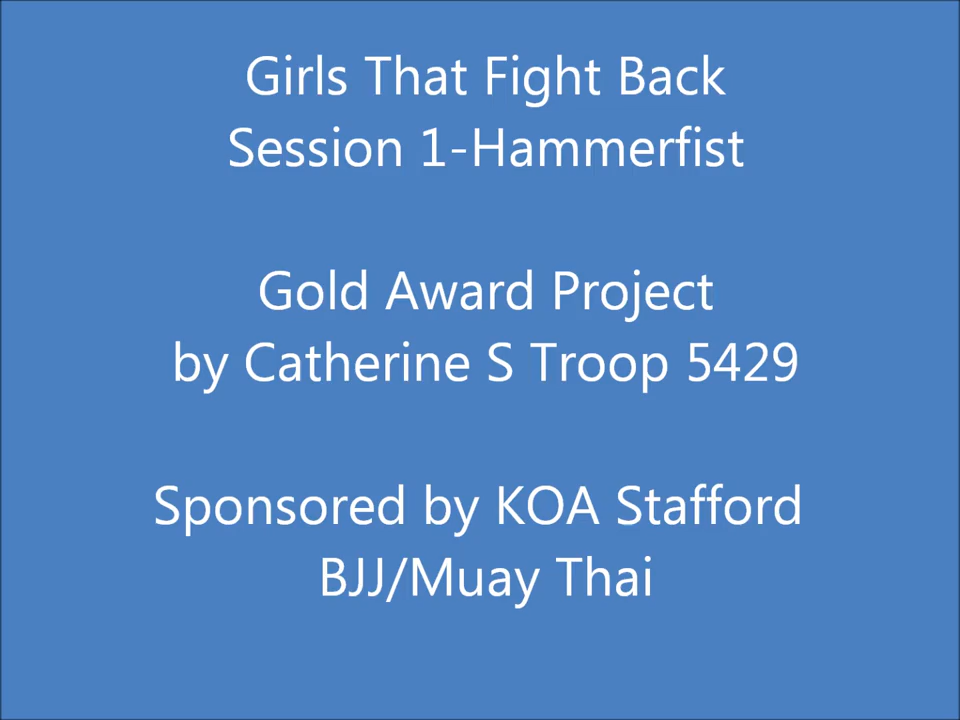 Girls That Fight Back
Session 1-Hammerfist
Gold Award Project
by Catherine S Troop 5429
Sponsored by KOA Stafford
BJJ/Muay Thai